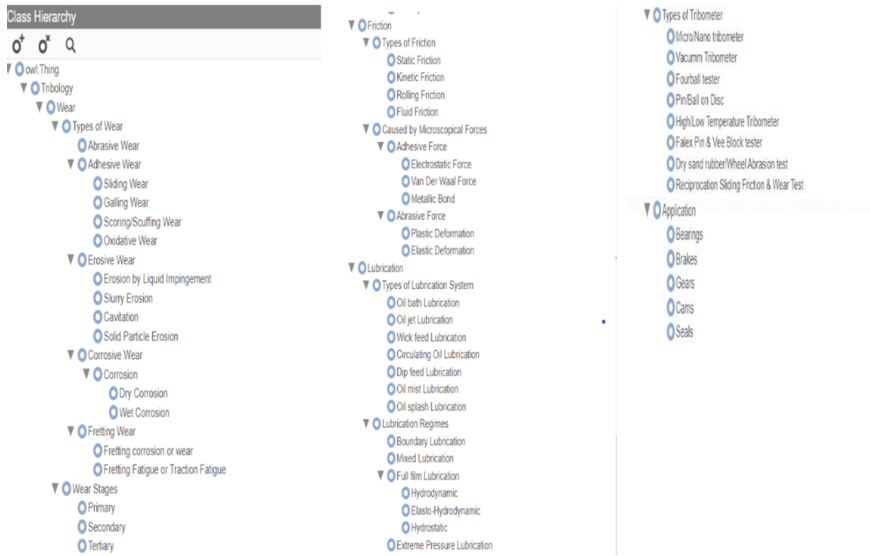 Class Hierarchy
owl:Thing
Tribology
Wear
Types of Wear
Abrasive Wear
Adhesive Wear
Sliding Wear
Galling Wear
Scoring/Scuffing Wear
Oxidative Wear
Erosive Wear
Erosion by Liquid Impingement
Slurry Erosion
Cavitation
Solid Particle Erosion
Corrosive Wear
Corrosion
Dry Corrosion
Wet Corrosion
Fretting Wear
Fretting corrosion or wear
Fretting Fatigue or Traction Fatigue
Wear Stages
Primary
Secondary
Tertiary
Friction
Types of Friction
Static Friction
Kinetic Friction
Rolling Friction
Fluid Friction
Caused by Microscopical Forces
Adhesive Force
Electrostatic Force
Van Der Waal Force
Metallic Bond
Abrasive Force
Plastic Deformation
Elastic Deformation
Lubrication
Types of Lubrication System
Oil bath Lubrication
Oil jet Lubrication
Wick feed Lubrication
Circulating Oil Lubrication
Dip feed Lubrication
Oil mist Lubrication
Oil splash Lubrication
Lubrication Regimes
Boundary Lubrication
Mixed Lubrication
Full film Lubrication
Hydrodynamic
Elasto-Hydrodynamic
Hydrostatic
Extreme Pressure Lubrication
Types of Tribometer
Micro/Nano tribometer
Vacumm Tribometer
Fourball tester
Pin/Ball on Disc
High/Low Temperature Tribometer
Falex Pin & Vee Block tester
Dry sand rubber/Wheel Abrasion test
Reciprocation Sliding Friction & Wear Test
Application
Bearings
Brakes
Gears
Cams
Seals